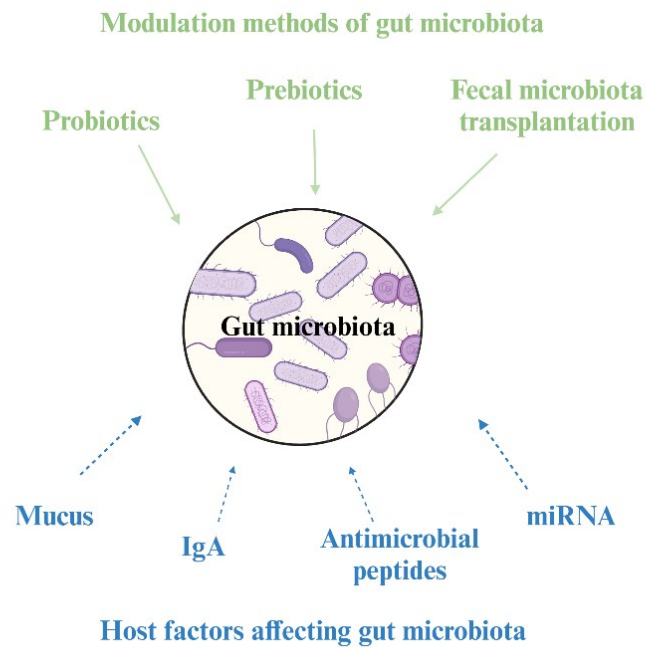 Modulation methods of gut microbiota
Prebiotics
Fecal microbiota
transplantation
Probiotics
Gut microbiota
Mucus
IgA
Antimicrobial
peptides
miRNA
Host factors affecting gut microbiota